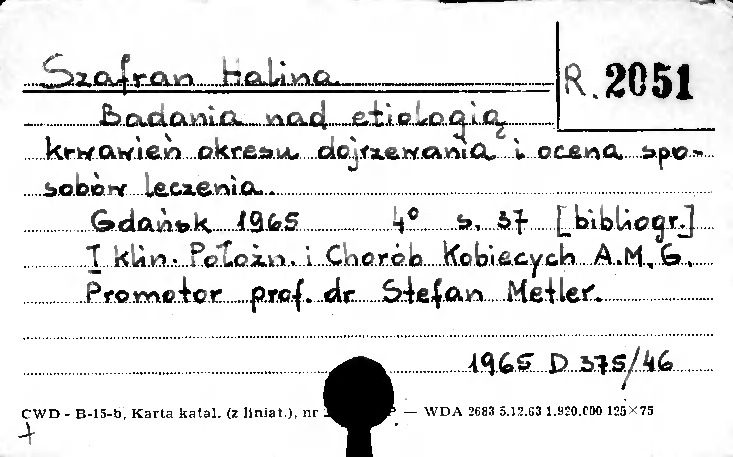 Szafran Halina
R. 2051
Badania nad etiologią
krwawień okresu dojrzewania i ocena spo-
sobów leczenia.
Gdańsk 1965 4° s. 37 [bibliogr.]
I klin. Położn. i Chorób Kobiecych A.M.G.
Promotor prof. dr Stefan Metler.
1965 D 375/46
CWD - B-15-b, Karta katal. (z liniat.), nr — WDA 2683 5.12.63 1.920.000 125×75